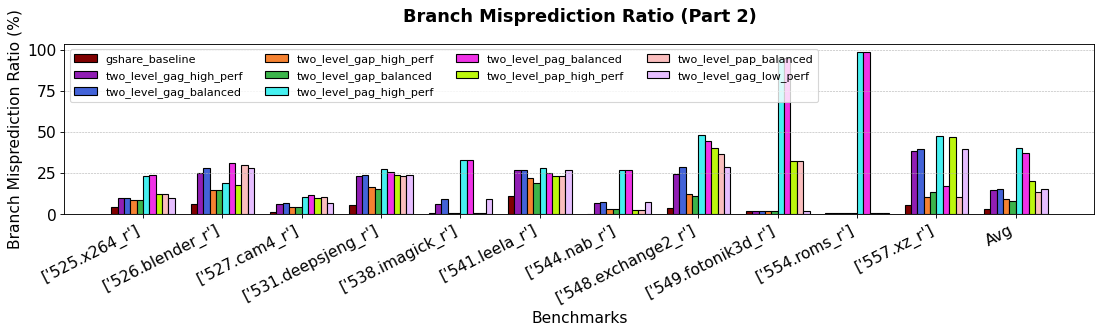 Branch Misprediction Ratio (Part 2)
Branch Misprediction Ratio (%)
100
75
50
25
0
gshare_baseline
two_level_gag_high_perf
two_level_gag_balanced
two_level_gap_high_perf
two_level_gap_balanced
two_level_pag_high_perf
two_level_pag_balanced
two_level_pap_high_perf
two_level_pap_balanced
two_level_gag_low_perf
['525.x264_r']
['526.blender_r']
['527.cam4_r']
['531.deepsjeng_r']
['538.imagick_r']
['541.leela_r']
['544.nab_r']
['548.exchange2_r']
['549.fotonik3d_r']
['554.roms_r']
['557.xz_r']
Avg
Benchmarks